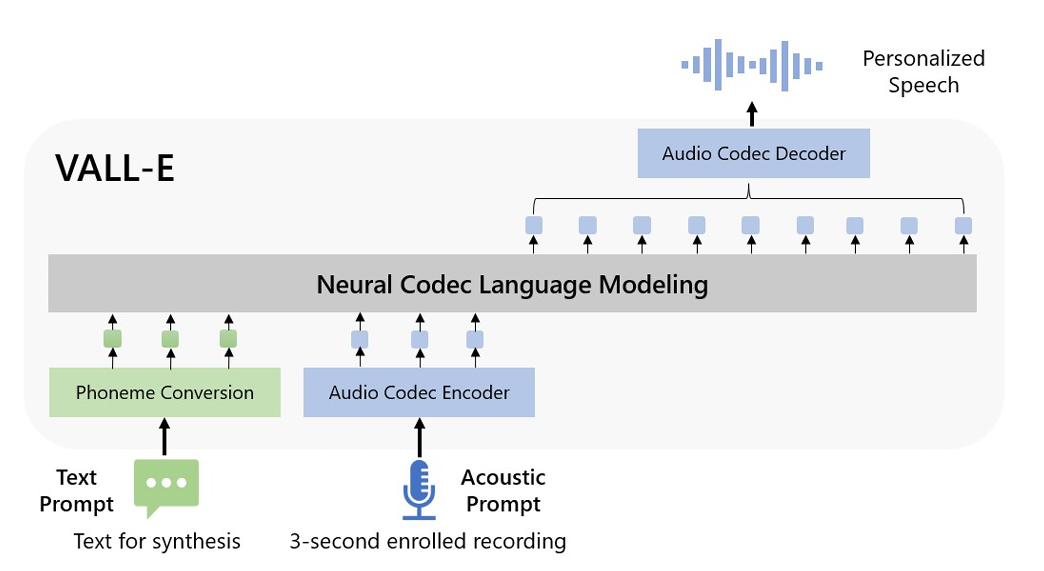 Personalized
Speech
Audio Codec Decoder
VALL-E
Neural Codec Language Modeling
Phoneme Conversion
Audio Codec Encoder
Text
Prompt
Acoustic
Prompt
Text for synthesis
3-second enrolled recording